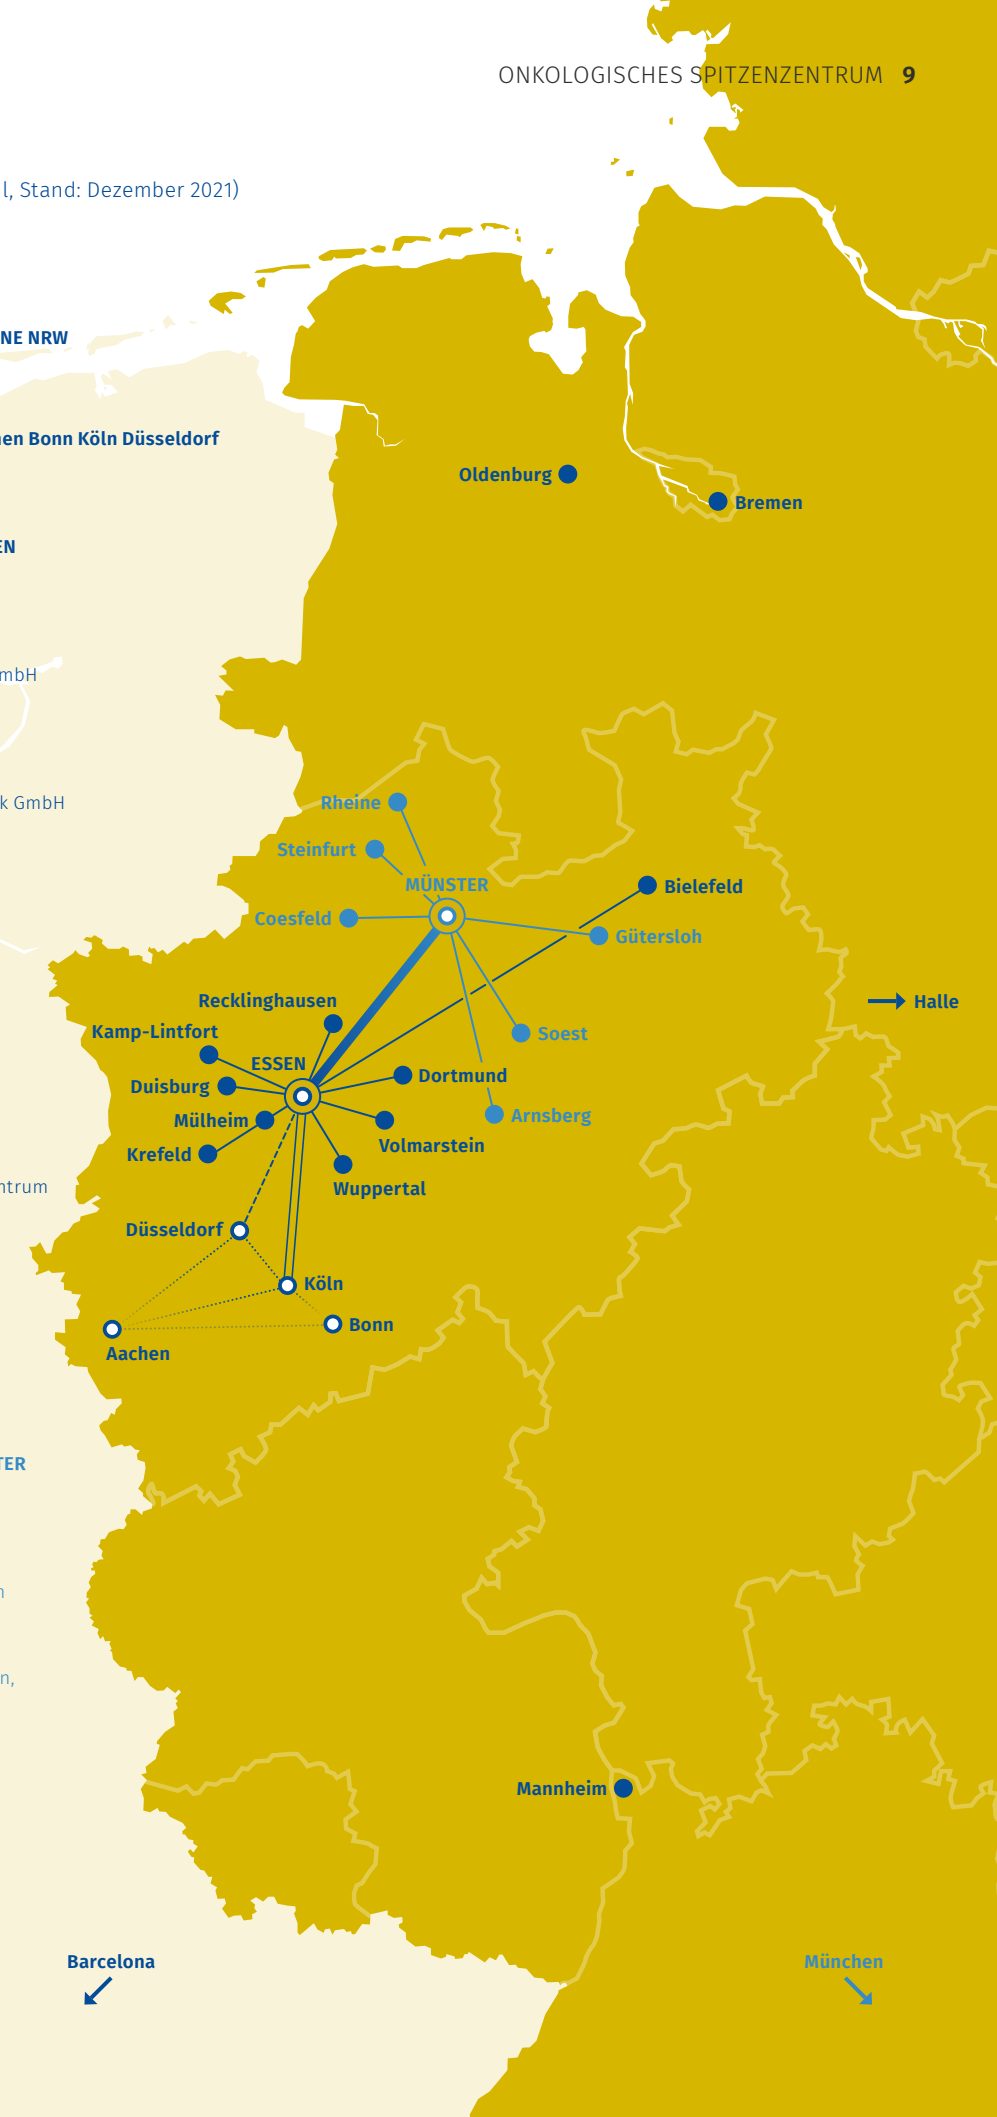 ONKOLOGISCHES SPITZENZENTRUM 9
l, Stand: Dezember 2021)
NE NRW
en Bonn Köln Düsseldorf
Oldenburg
Bremen
EN
mbH
k GmbH
Rheine
Steinfurt
MÜNSTER
Bielefeld
Coesfeld
Gütersloh
Recklinghausen
Halle
Kamp-Lintfort
Soest
ESSEN
Dortmund
Duisburg
Arnsberg
Mülheim
Volmarstein
Krefeld
ntrum
Wuppertal
Düsseldorf
Köln
Bonn
Aachen
TER
n
n,
Mannheim
Barcelona
München